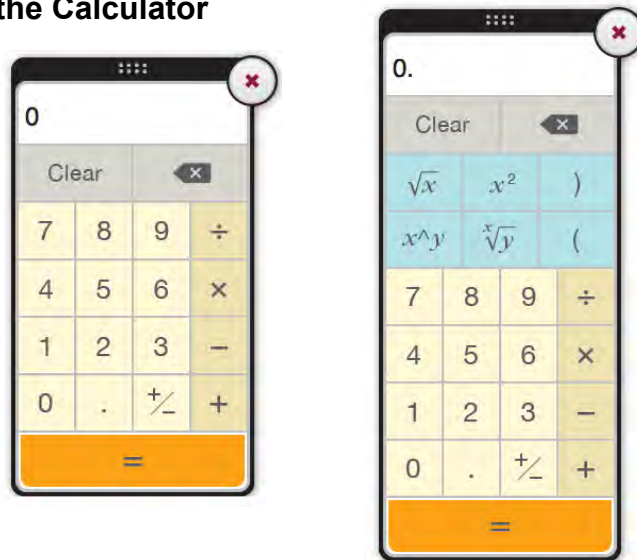 the Calculator
0
Clear
7 8 9 ÷
4 5 6 ×
1 2 3 −
0 . +/− +
=
0.
Clear
√x x² )
x^y ˣ√y (
7 8 9 ÷
4 5 6 ×
1 2 3 −
0 . +/− +
=